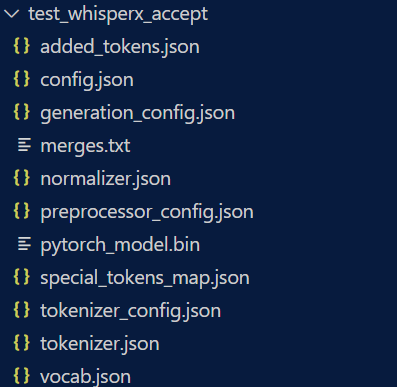 test_whisperx_accept
{} added_tokens.json
{} config.json
{} generation_config.json
merges.txt
{} normalizer.json
{} preprocessor_config.json
pytorch_model.bin
{} special_tokens_map.json
{} tokenizer_config.json
{} tokenizer.json
{} vocab.json